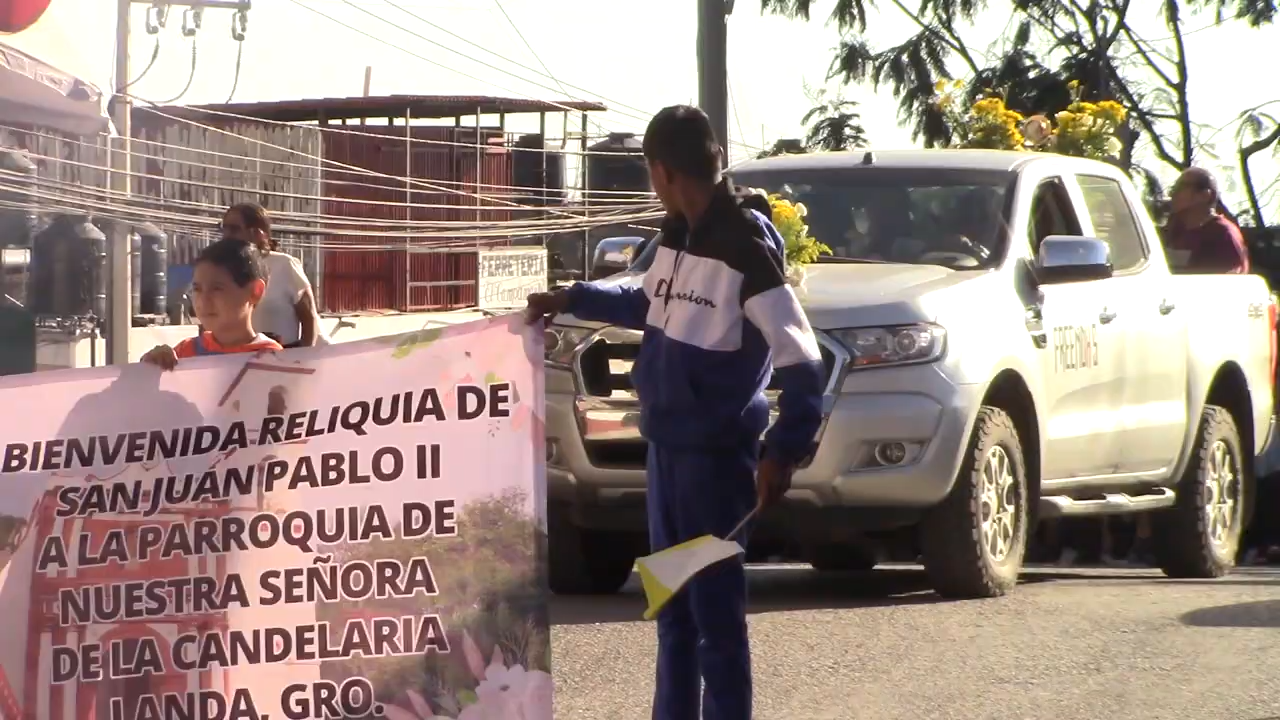 FERRETERIA
BIENVENIDA RELIQUIA DE
SAN JUAN PABLO II
A LA PARROQUIA DE
NUESTRA SEÑORA
DE LA CANDELARIA
LANDA, GRO.